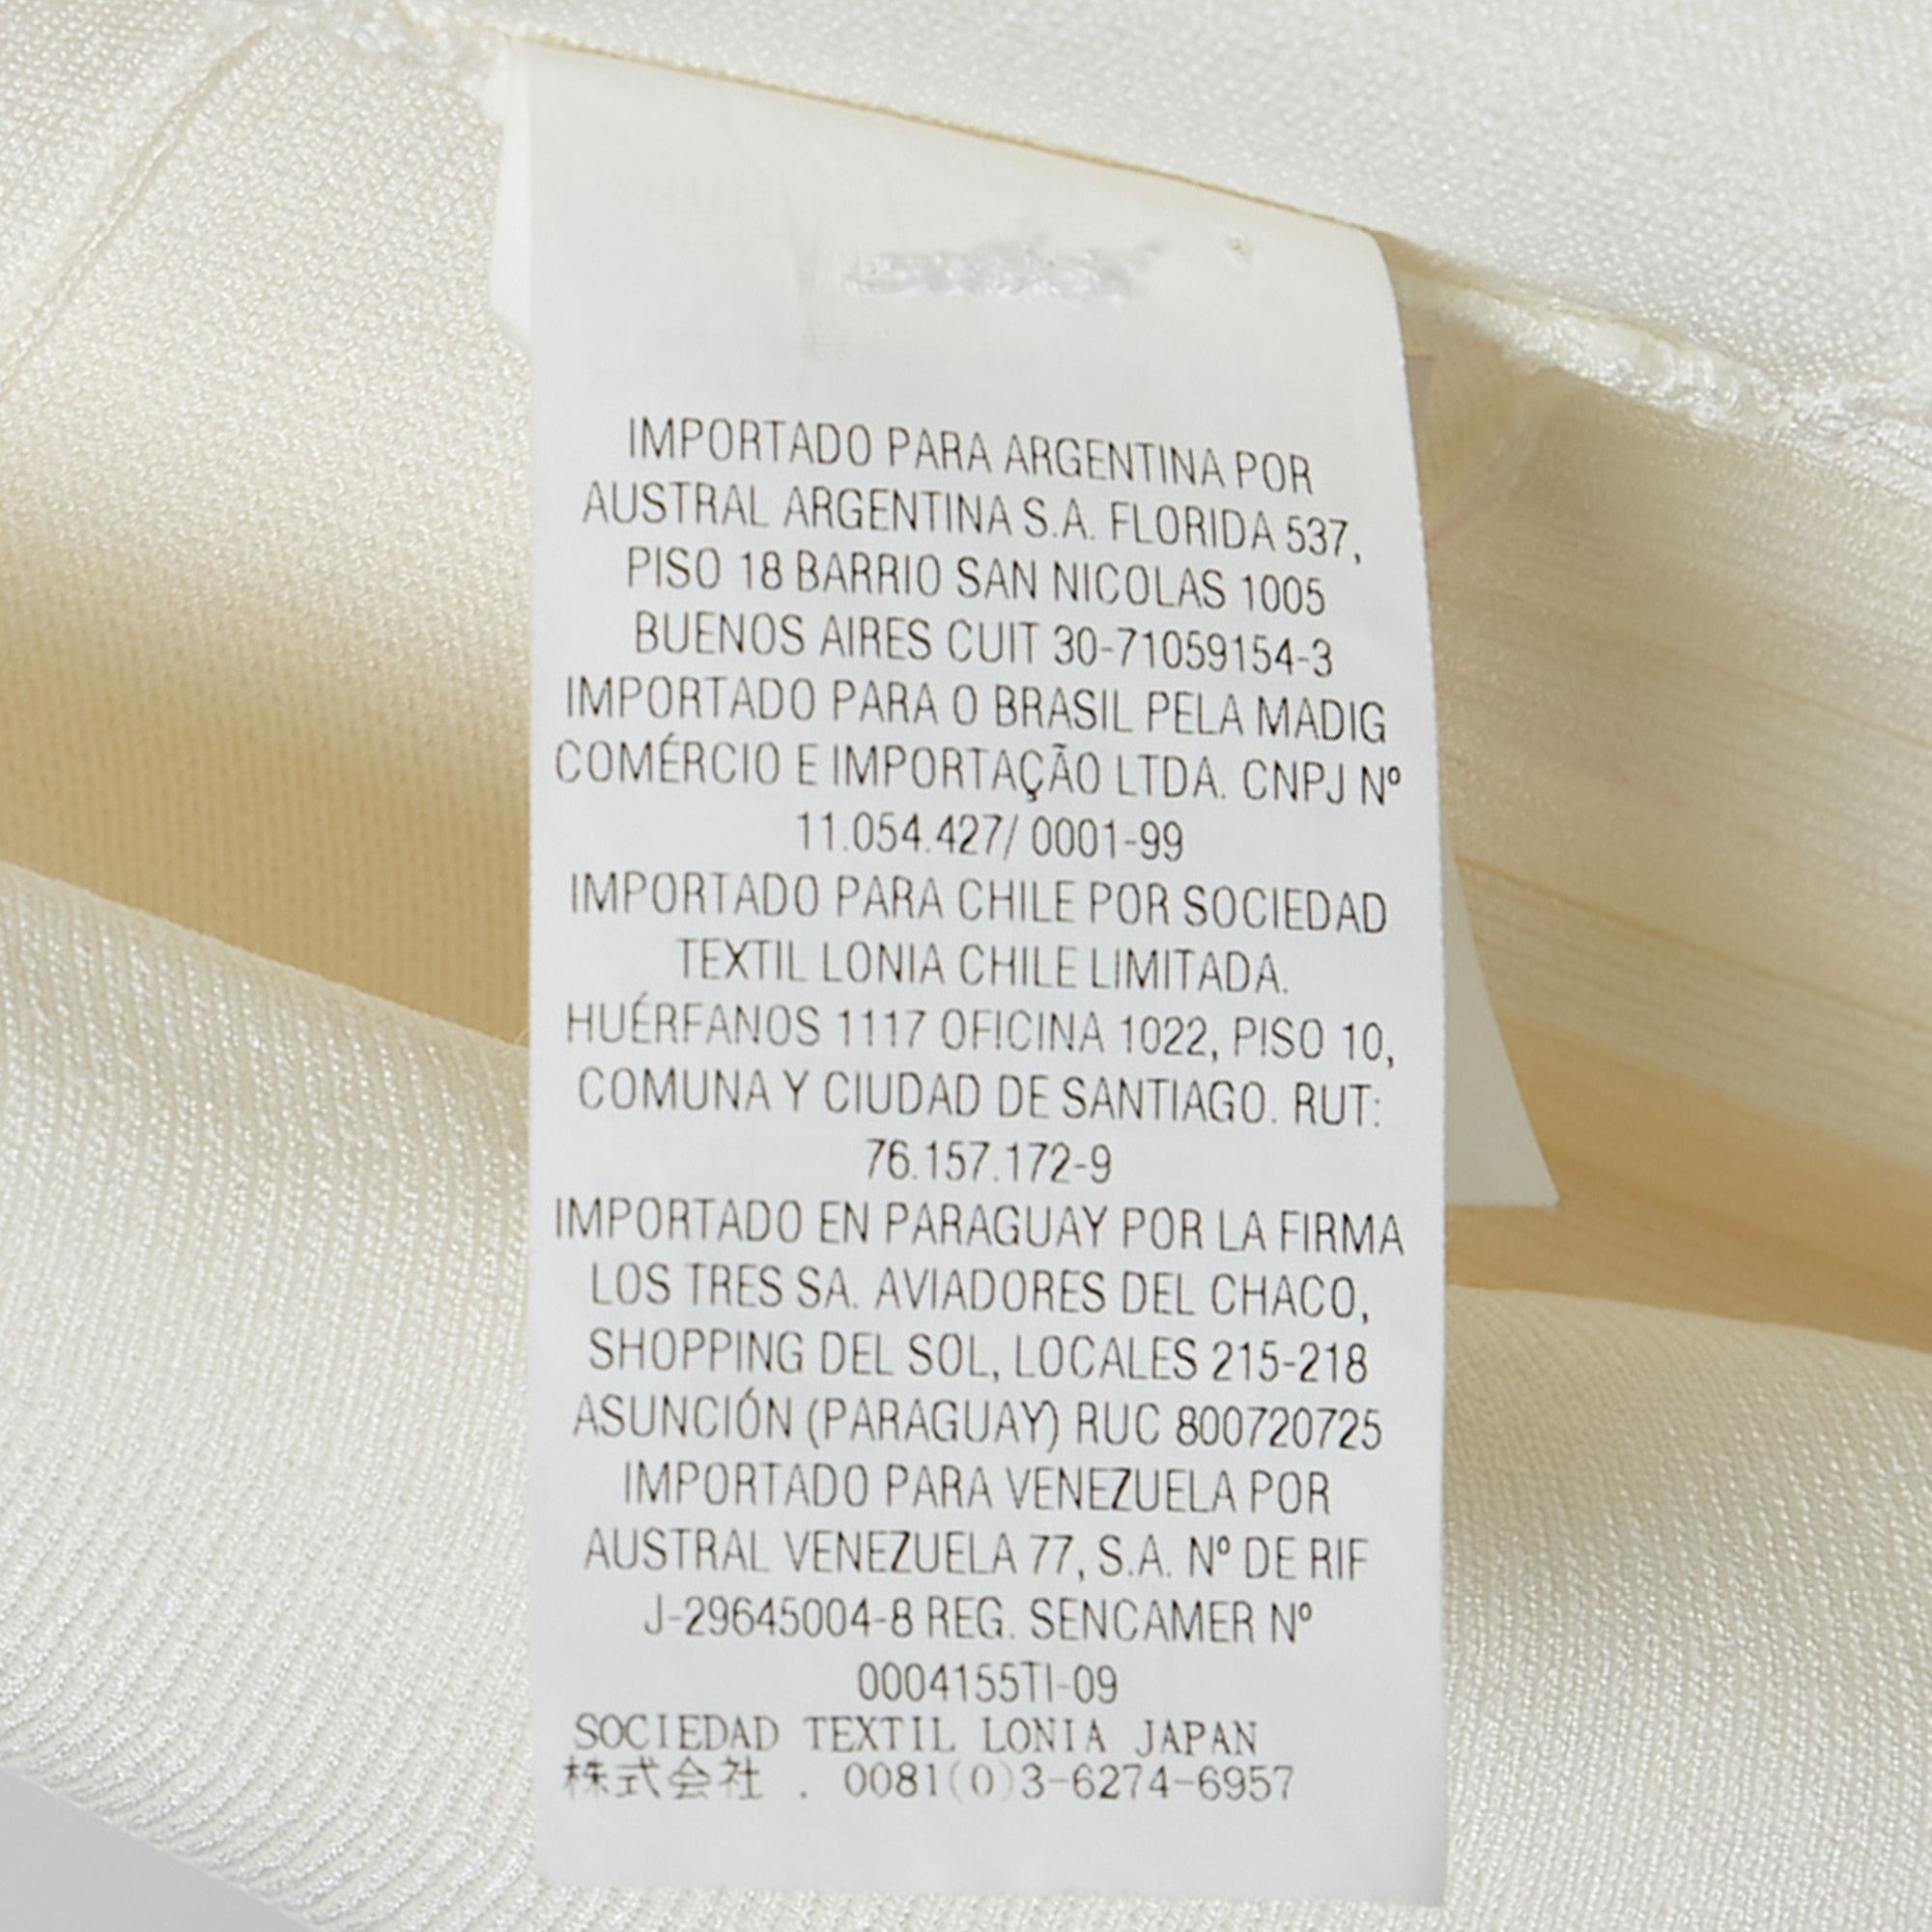 IMPORTADO PARA ARGENTINA POR
AUSTRAL ARGENTINA S.A. FLORIDA 537,
PISO 18 BARRIO SAN NICOLAS 1005
BUENOS AIRES CUIT 30-71059154-3
IMPORTADO PARA O BRASIL PELA MADIG
COMÉRCIO E IMPORTAÇÃO LTDA. CNPJ Nº
11.054.427/ 0001-99
IMPORTADO PARA CHILE POR SOCIEDAD
TEXTIL LONIA CHILE LIMITADA.
HUÉRFANOS 1117 OFICINA 1022, PISO 10,
COMUNA Y CIUDAD DE SANTIAGO. RUT:
76.157.172-9
IMPORTADO EN PARAGUAY POR LA FIRMA
LOS TRES SA. AVIADORES DEL CHACO,
SHOPPING DEL SOL, LOCALES 215-218
ASUNCIÓN (PARAGUAY) RUC 800720725
IMPORTADO PARA VENEZUELA POR
AUSTRAL VENEZUELA 77, S.A. Nº DE RIF
J-29645004-8 REG. SENCAMER Nº
0004155TI-09
SOCIEDAD TEXTIL LONIA JAPAN
株式会社 . 0081(0)3-6274-6957